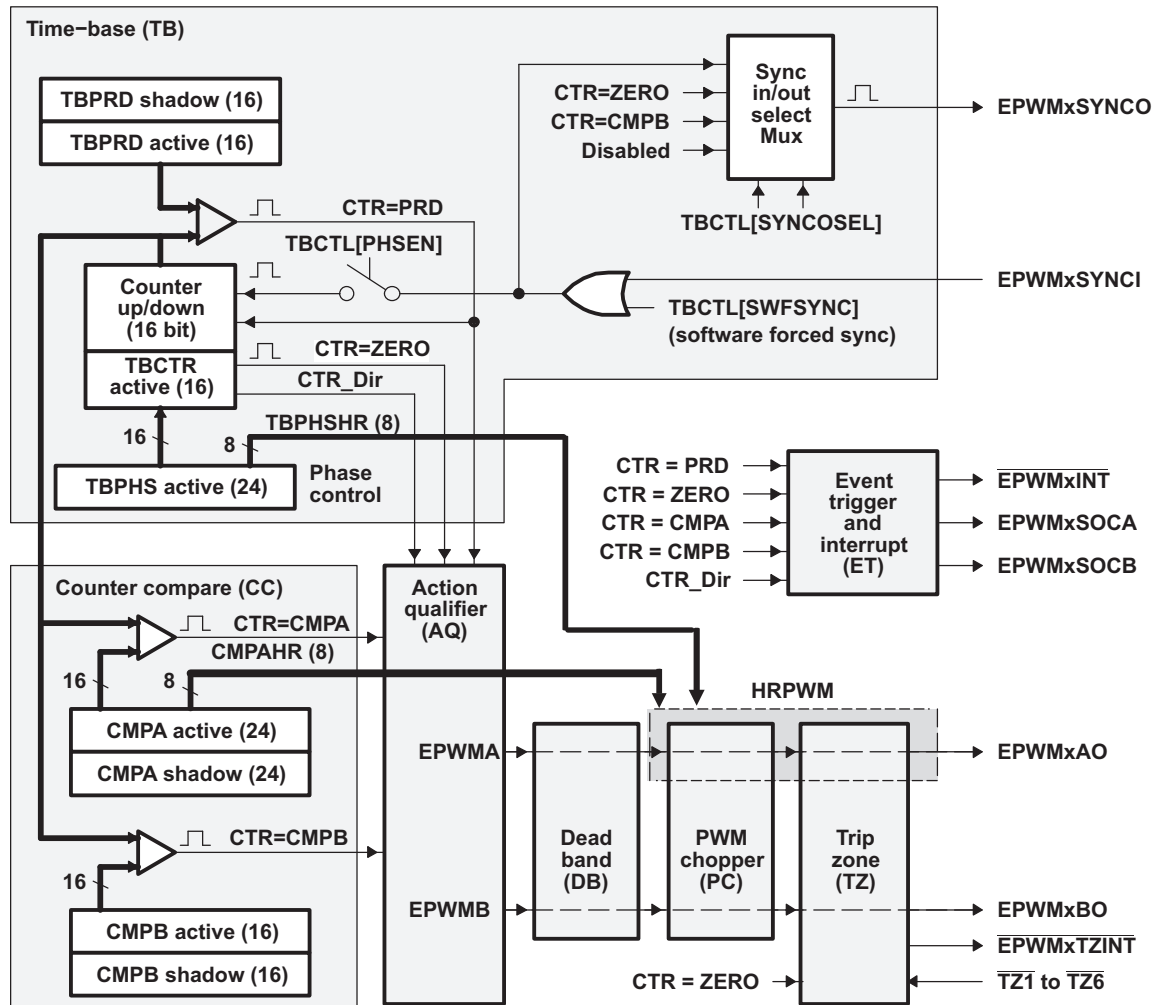 Time−base (TB)
TBPRD shadow (16)
TBPRD active (16)
CTR=PRD
TBCTL[PHSEN]
Counter
up/down
(16 bit)
TBCTR
active (16)
CTR=ZERO
CTR_Dir
16
8
TBPHSHR (8)
TBPHS active (24)
Phase
control
CTR=ZERO
CTR=CMPB
Disabled
Sync
in/out
select
Mux
TBCTL[SYNCOSEL]
EPWMxSYNCO
EPWMxSYNCI
TBCTL[SWFSYNC]
(software forced sync)
CTR = PRD
CTR = ZERO
CTR = CMPA
CTR = CMPB
CTR_Dir
Event
trigger
and
interrupt
(ET)
EPWMxINT
EPWMxSOCA
EPWMxSOCB
Counter compare (CC)
CTR=CMPA
CMPAHR (8)
16
8
CMPA active (24)
CMPA shadow (24)
CTR=CMPB
16
CMPB active (16)
CMPB shadow (16)
Action
qualifier
(AQ)
EPWMA
EPWMB
HRPWM
Dead
band
(DB)
PWM
chopper
(PC)
Trip
zone
(TZ)
CTR = ZERO
EPWMxAO
EPWMxBO
EPWMxTZINT
TZ1 to TZ6